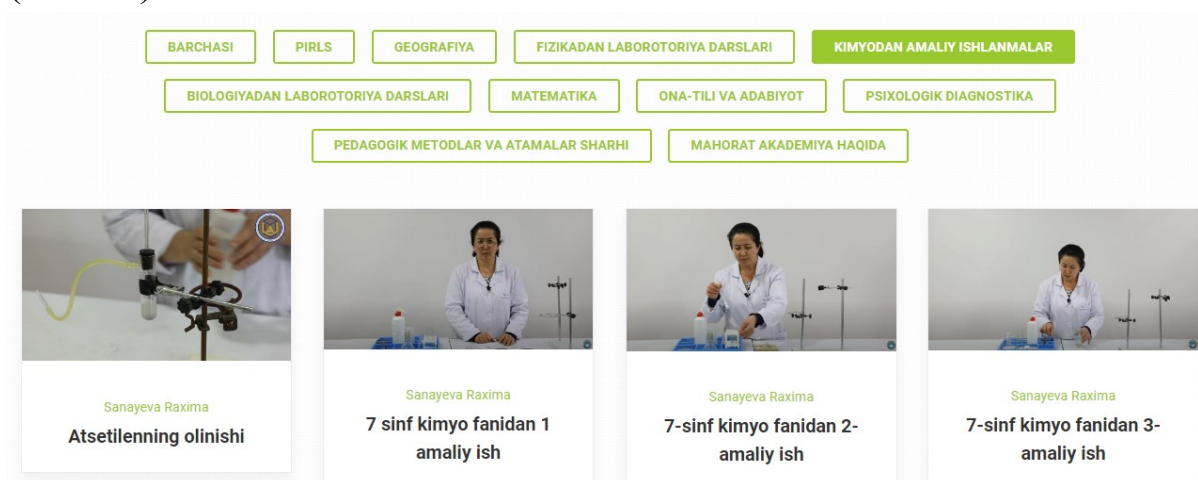 BARCHASI
PIRLS
GEOGRAFIYA
FIZIKADAN LABOROTORIYA DARSLARI
KIMYODAN AMALIY ISHLANMALAR
BIOLOGIYADAN LABOROTORIYA DARSLARI
MATEMATIKA
ONA-TILI VA ADABIYOT
PSIXOLOGIK DIAGNOSTIKA
PEDAGOGIK METODLAR VA ATAMALAR SHARHI
MAHORAT AKADEMIYA HAQIDA
Sanayeva Raxima
Atsetilenning olinishi
Sanayeva Raxima
7 sinf kimyo fanidan 1
amaliy ish
Sanayeva Raxima
7-sinf kimyo fanidan 2-
amaliy ish
Sanayeva Raxima
7-sinf kimyo fanidan 3-
amaliy ish